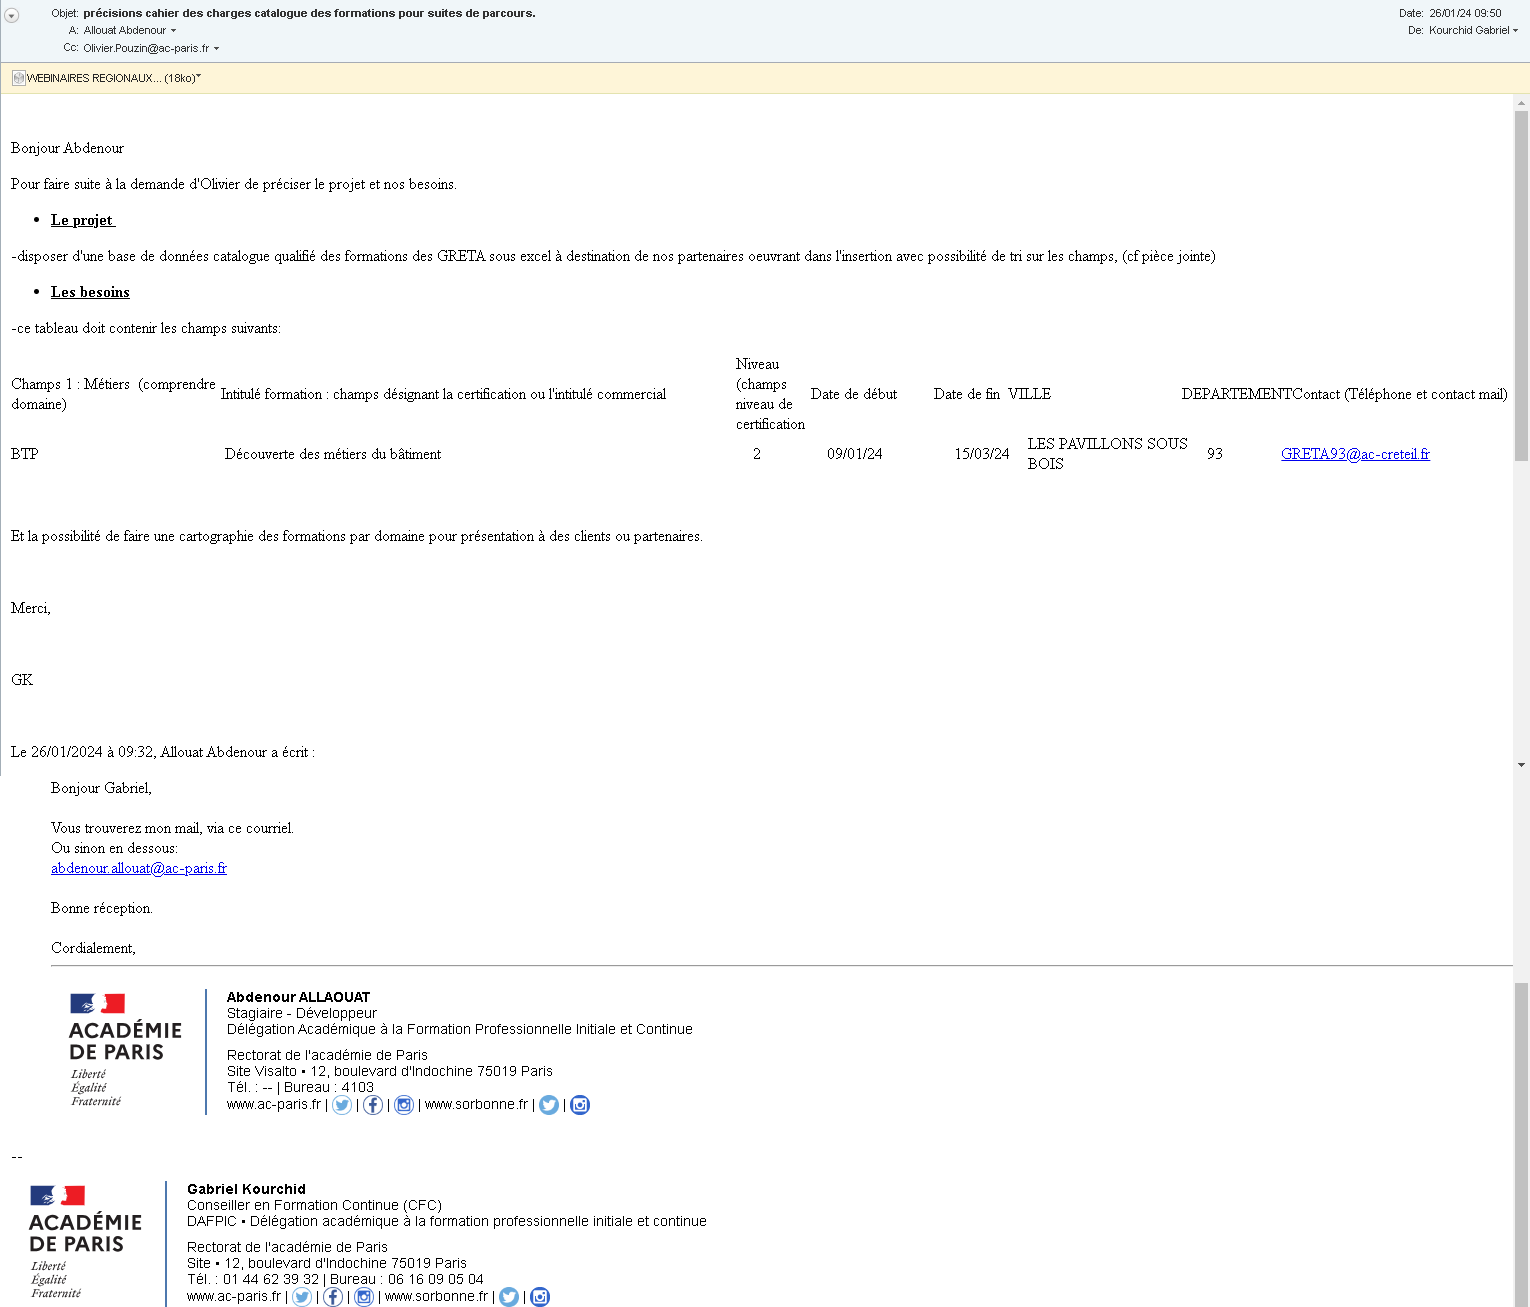 Objet: précisions cahier des charges catalogue des formations pour suites de parcours.
Date: 26/01/24 09:50
A: Allouat Abdenour
De: Kourchid Gabriel
Cc: Olivier.Pouzin@ac-paris.fr
WEBINAIRES REGIONAUX... (18ko)
Bonjour Abdenour
Pour faire suite à la demande d'Olivier de préciser le projet et nos besoins.
• Le projet
-disposer d'une base de données catalogue qualifié des formations des GRETA sous excel à destination de nos partenaires oeuvrant dans l'insertion avec possibilité de tri sur les champs, (cf pièce jointe)
• Les besoins
-ce tableau doit contenir les champs suivants:
Champs 1 : Métiers (comprendre
domaine)
Intitulé formation : champs désignant la certification ou l'intitulé commercial
Niveau
(champs
niveau de
certification
Date de début
Date de fin
VILLE
DEPARTEMENT
Contact (Téléphone et contact mail)
BTP
Découverte des métiers du bâtiment
2
09/01/24
15/03/24
LES PAVILLONS SOUS
BOIS
93
GRETA93@ac-creteil.fr
Et la possibilité de faire une cartographie des formations par domaine pour présentation à des clients ou partenaires.
Merci,
GK
Le 26/01/2024 à 09:32, Allouat Abdenour a écrit :
Bonjour Gabriel,
Vous trouverez mon mail, via ce courriel.
Ou sinon en dessous:
abdenour.allouat@ac-paris.fr
Bonne réception.
Cordialement,
ACADÉMIE
DE PARIS
Liberté
Égalité
Fraternité
Abdenour ALLAOUAT
Stagiaire - Développeur
Délégation Académique à la Formation Professionnelle Initiale et Continue
Rectorat de l'académie de Paris
Site Visalto • 12, boulevard d'Indochine 75019 Paris
Tél. : -- | Bureau : 4103
www.ac-paris.fr | | | | www.sorbonne.fr | |
--
ACADÉMIE
DE PARIS
Liberté
Égalité
Fraternité
Gabriel Kourchid
Conseiller en Formation Continue (CFC)
DAFPIC • Délégation académique à la formation professionnelle initiale et continue
Rectorat de l'académie de Paris
Site • 12, boulevard d'Indochine 75019 Paris
Tél. : 01 44 62 39 32 | Bureau : 06 16 09 05 04
www.ac-paris.fr | | | | www.sorbonne.fr | |